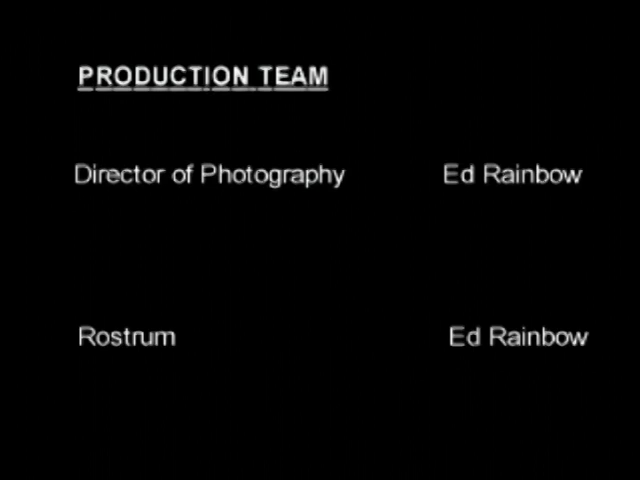 PRODUCTION TEAM
Director of Photography Ed Rainbow
Rostrum Ed Rainbow